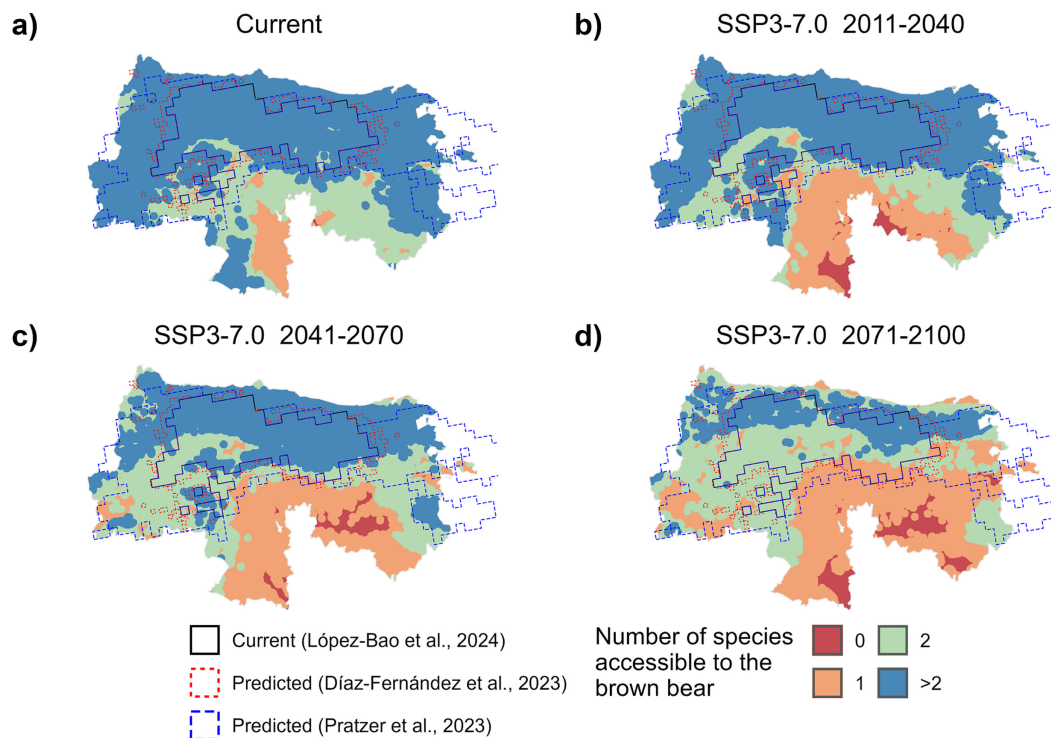 a)
Current
b)
SSP3-7.0 2011-2040
c)
SSP3-7.0 2041-2070
d)
SSP3-7.0 2071-2100
Current (López-Bao et al., 2024)
Predicted (Díaz-Fernández et al., 2023)
Predicted (Pratzer et al., 2023)
Number of species
accessible to the
brown bear
0
2
1
>2